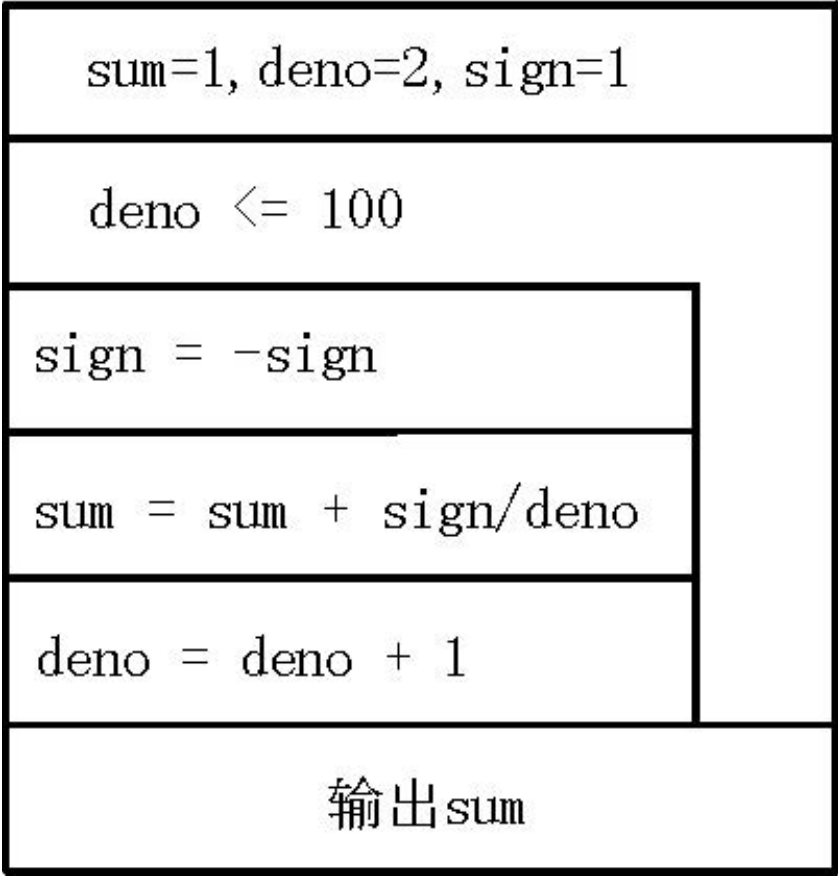 sum=1, deno=2, sign=1
deno <= 100
sign = -sign
sum = sum + sign/deno
deno = deno + 1
输出sum